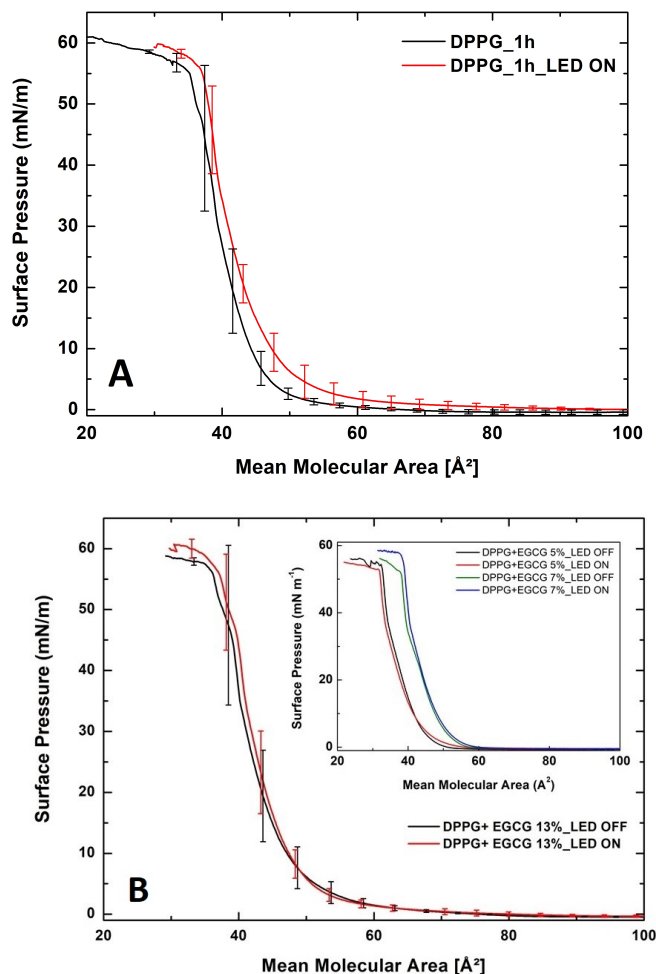 A
DPPG_1h
DPPG_1h_LED ON
Surface Pressure (mN/m)
60
50
40
30
20
10
0
20 40 60 80 100
Mean Molecular Area [Å²]
B
Surface Pressure (mN/m)
60
50
40
30
20
10
0
20 40 60 80 100
Mean Molecular Area [Å²]
DPPG+ EGCG 13%_LED OFF
DPPG+ EGCG 13%_LED ON
DPPG+EGCG 5%_LED OFF
DPPG+EGCG 5%_LED ON
DPPG+EGCG 7%_LED OFF
DPPG+EGCG 7%_LED ON
Surface Pressure (mN m⁻¹)
60
40
20
0
20 40 60 80 100
Mean Molecular Area (Å²)